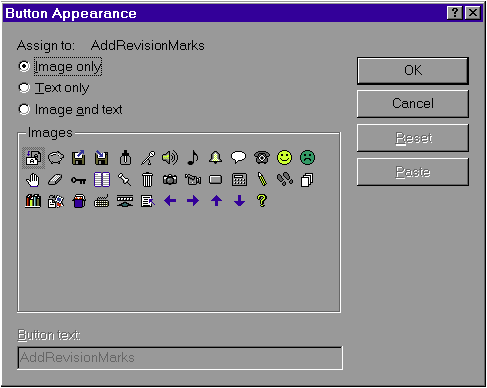 Button Appearance
Assign to: AddRevisionMarks
Image only
Text only
Image and text
OK
Cancel
Reset
Paste
Images
Button text:
AddRevisionMarks